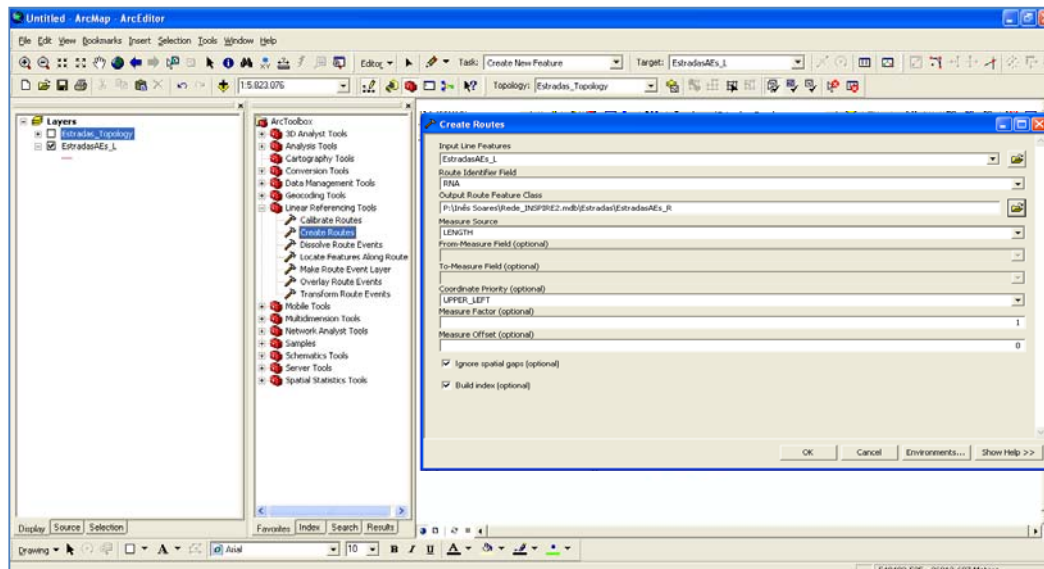 Untitled - ArcMap - ArcEditor
File Edit View Bookmarks Insert Selection Tools Window Help
Editor Task: Create New Feature Target: EstradasAEs_L
1:5.823.076 Topology: Estradas_Topology
Layers
Estradas_Topology
EstradasAEs_L
ArcToolbox
3D Analyst Tools
Analysis Tools
Cartography Tools
Conversion Tools
Data Management Tools
Geocoding Tools
Linear Referencing Tools
Calibrate Routes
Create Routes
Dissolve Route Events
Locate Features Along Route
Make Route Event Layer
Overlay Route Events
Transform Route Events
Mobile Tools
Multidimension Tools
Network Analyst Tools
Samples
Schematics Tools
Server Tools
Spatial Statistics Tools
Create Routes
Input Line Features
EstradasAEs_L
Route Identifier Field
RNA
Output Route Feature Class
P:\Inês Soares\Rede_INSPIRE2.mdb\Estradas\EstradasAEs_R
Measure Source
LENGTH
From-Measure Field (optional)
To-Measure Field (optional)
Coordinate Priority (optional)
UPPER_LEFT
Measure Factor (optional)
1
Measure Offset (optional)
0
Ignore spatial gaps (optional)
Build index (optional)
OK Cancel Environments... Show Help >>
Display Source Selection
Favorites Index Search Results
Drawing A Arial 10 B I U A